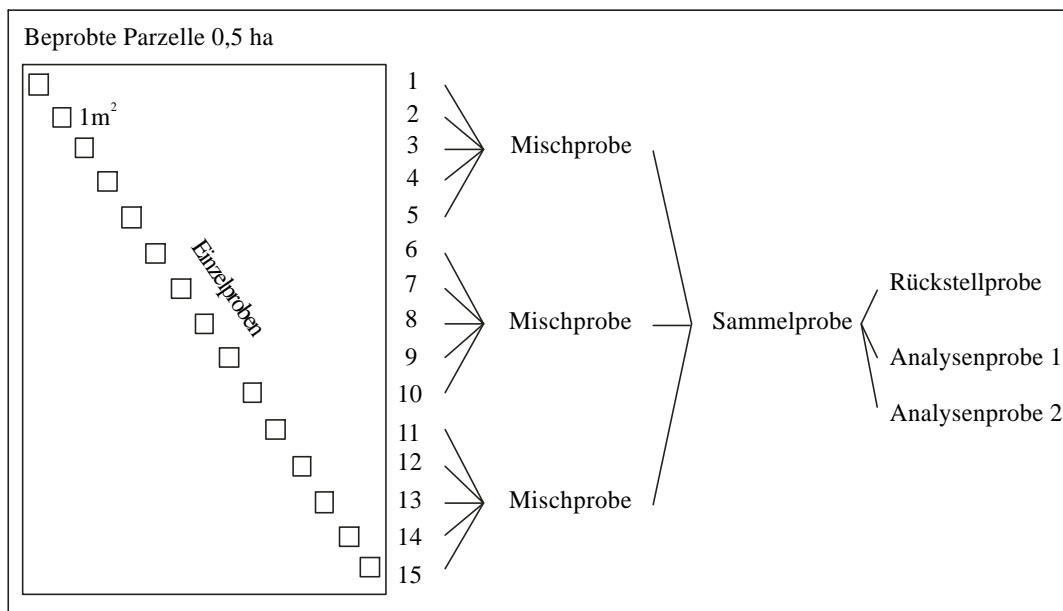 Beprobte Parzelle 0,5 ha
1m²
Einzelproben
1
2
3
4
5
6
7
8
9
10
11
12
13
14
15
Mischprobe
Mischprobe
Mischprobe
Sammelprobe
Rückstellprobe
Analysenprobe 1
Analysenprobe 2